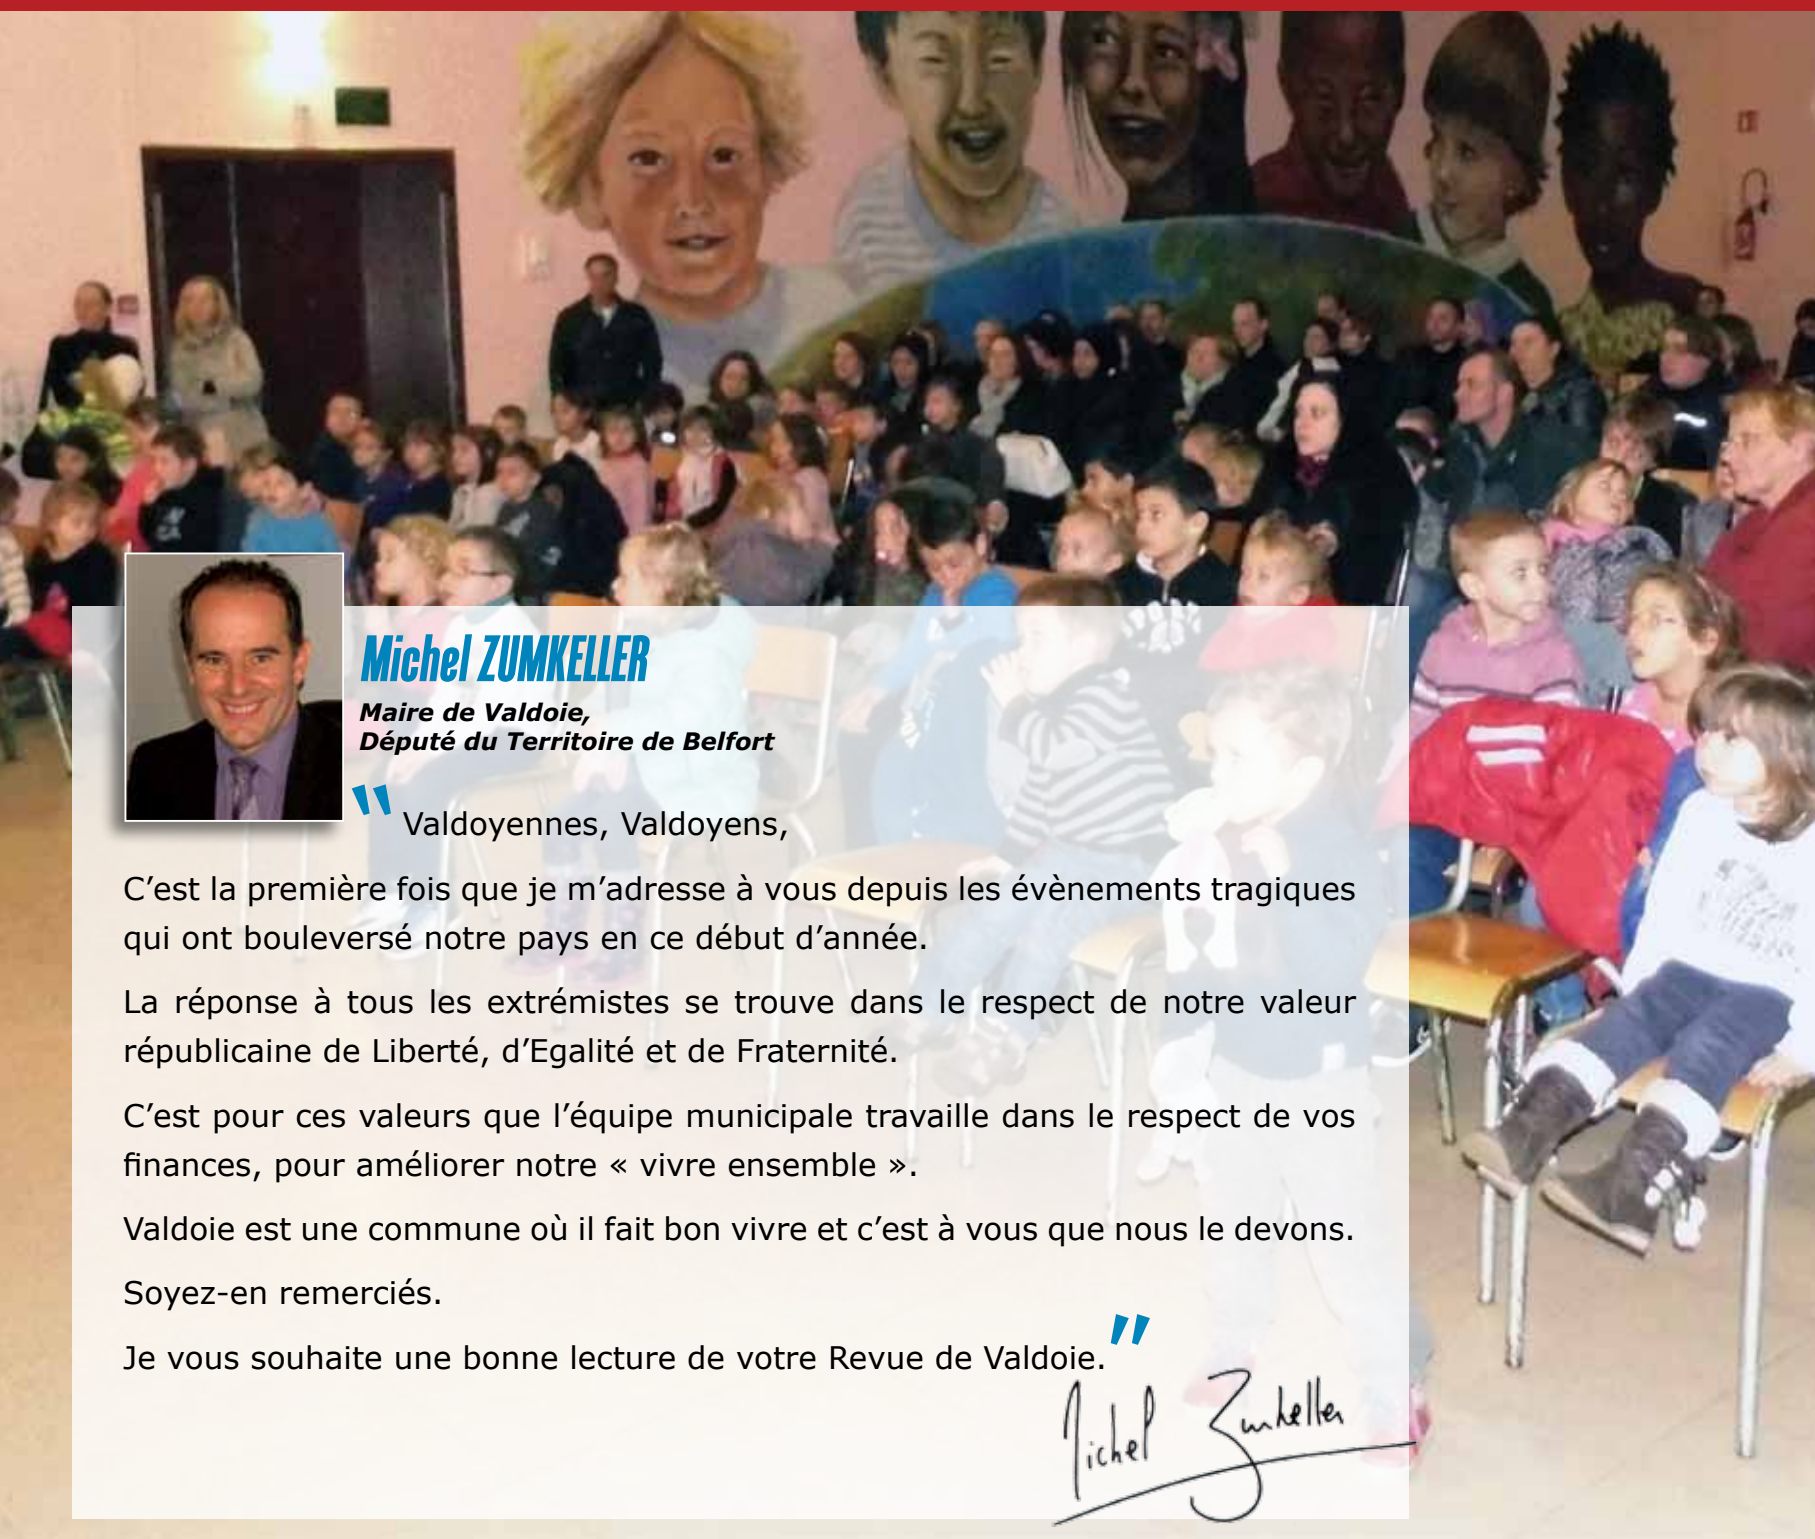 Michel ZUMKELLER
Maire de Valdoie,
Député du Territoire de Belfort
" Valdoyennes, Valdoyens,
C’est la première fois que je m’adresse à vous depuis les évènements tragiques
qui ont bouleversé notre pays en ce début d’année.
La réponse à tous les extrémistes se trouve dans le respect de notre valeur
républicaine de Liberté, d’Egalité et de Fraternité.
C’est pour ces valeurs que l’équipe municipale travaille dans le respect de vos
finances, pour améliorer notre « vivre ensemble ».
Valdoie est une commune où il fait bon vivre et c’est à vous que nous le devons.
Soyez-en remerciés.
Je vous souhaite une bonne lecture de votre Revue de Valdoie. "
Michel Zumkeller